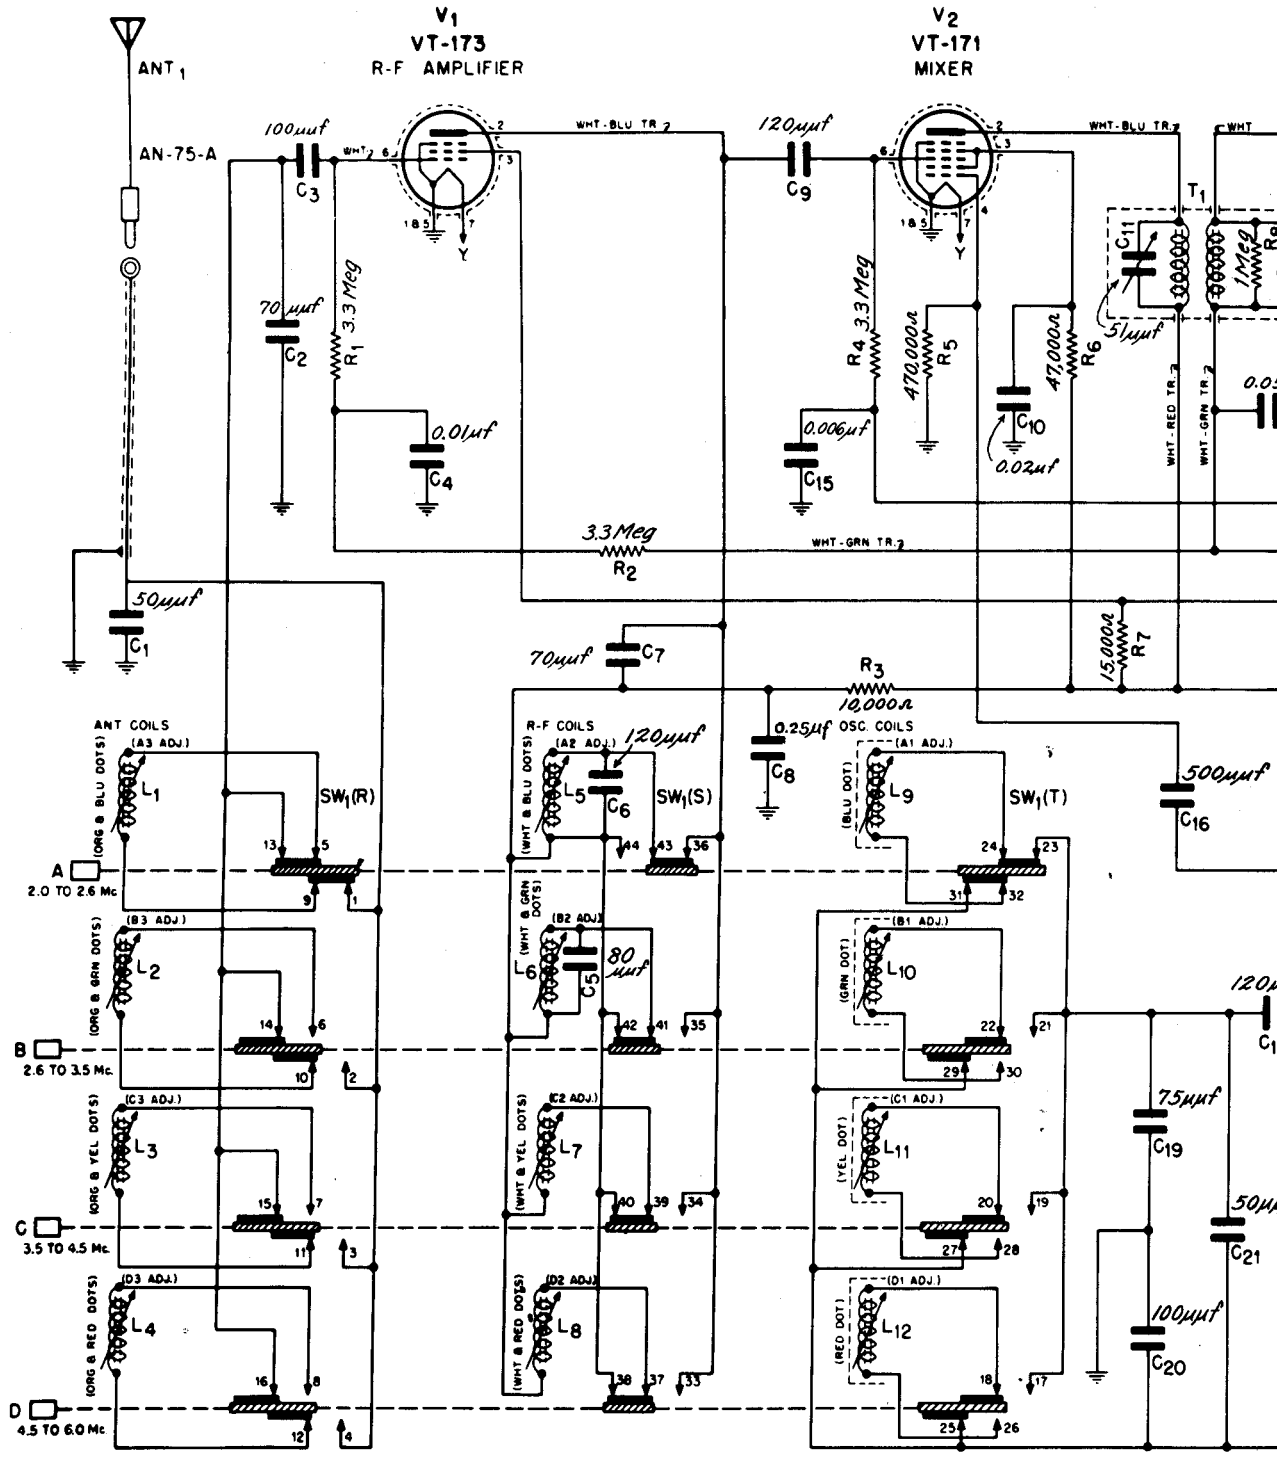 V1
VT-173
R-F AMPLIFIER
V2
VT-171
MIXER
ANT1
AN-75-A
100μμf
C3
WHT
6
2
3
1 & 5
7
Y
WHT-BLU TR.
120μμf
C9
6
2
3
1 & 5
7
4
Y
WHT-BLU TR.
WHT
T1
C11
51μμf
1Meg
70μμf
C2
3.3 Meg
R1
0.01μf
C4
3.3 Meg
R4
470,000Ω
R5
0.006μf
C15
C10
0.02μf
47,000Ω
R6
WHT-RED TR.
WHT-GRN TR.
3.3 Meg
R2
WHT-GRN TR.
50μμf
C1
70μμf
C7
R3
10,000Ω
15,000Ω
R7
0.25μf
C8
500μμf
C16
ANT COILS
R-F COILS
OSC. COILS
(ORG & BLU DOTS)
(A3 ADJ.)
L1
SW1(R)
13
5
9
1
(WHT & BLU DOTS)
(A2 ADJ.)
120μμf
L5
C6
SW1(S)
44
43
36
(BLU DOT)
(A1 ADJ.)
L9
SW1(T)
24
23
31
32
A
2.0 TO 2.6 Mc.
(ORG & GRN DOTS)
(B3 ADJ.)
L2
14
6
10
2
(WHT & GRN DOTS)
(B2 ADJ.)
L6
C5
80 μμf
42
41
35
(GRN DOT)
(B1 ADJ.)
L10
22
21
29
30
B
2.6 TO 3.5 Mc.
(ORG & YEL DOTS)
(C3 ADJ.)
L3
15
7
11
3
(WHT & YEL DOTS)
(C2 ADJ.)
L7
40
39
34
(YEL DOT)
(C1 ADJ.)
L11
20
19
27
28
C
3.5 TO 4.5 Mc.
75μμf
C19
C21
100μμf
C20
(ORG & RED DOTS)
(D3 ADJ.)
L4
16
8
12
4
(WHT & RED DOTS)
(D2 ADJ.)
L8
38
37
33
(RED DOT)
(D1 ADJ.)
L12
18
17
25
26
D
4.5 TO 6.0 Mc.